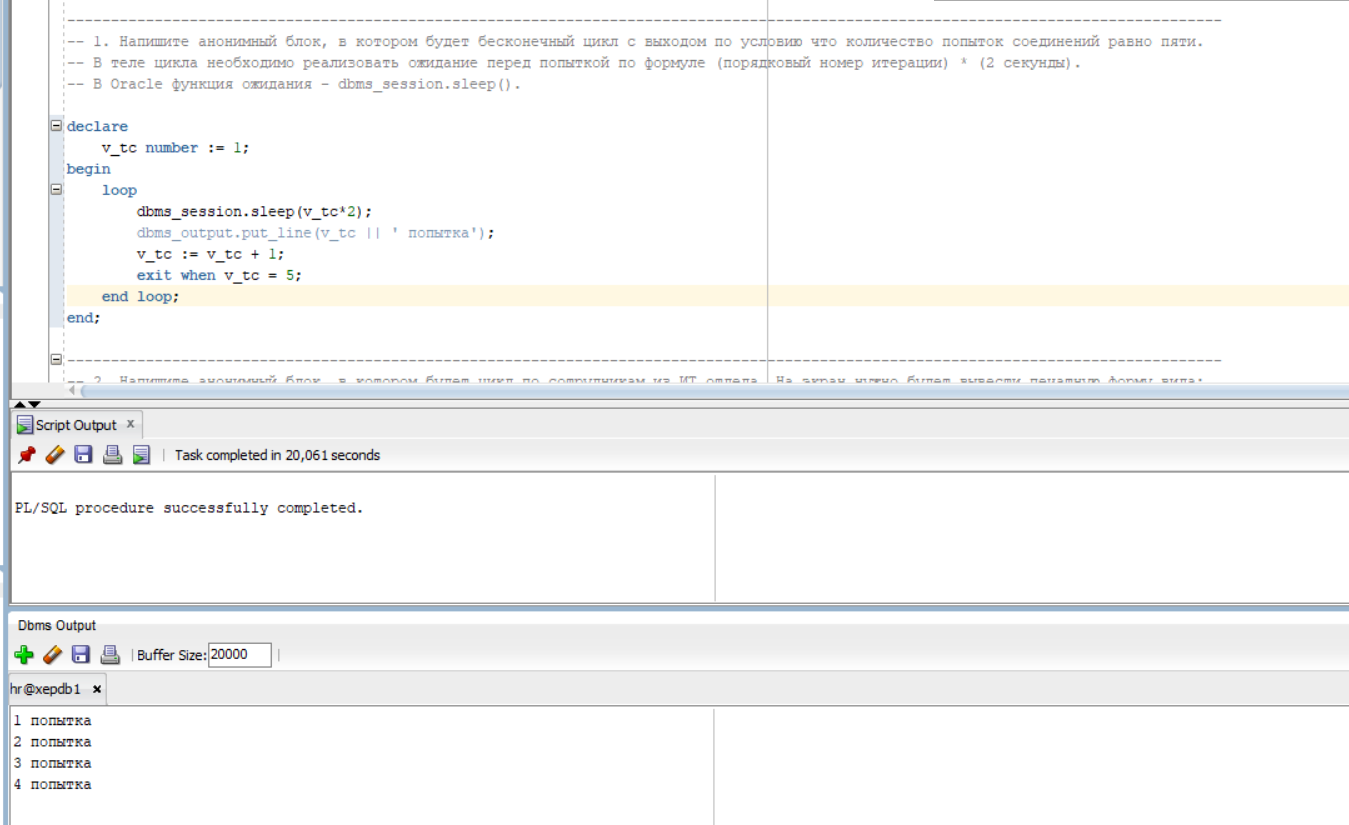 -- 1. Напишите анонимный блок, в котором будет бесконечный цикл с выходом по условию что количество попыток соединений равно пяти.
-- В теле цикла необходимо реализовать ожидание перед попыткой по формуле (порядковый номер итерации) * (2 секунды).
-- В Oracle функция ожидания - dbms_session.sleep().
declare
v_tc number := 1;
begin
loop
dbms_session.sleep(v_tc*2);
dbms_output.put_line(v_tc || ' попытка');
v_tc := v_tc + 1;
exit when v_tc = 5;
end loop;
end;
-- 2. Напишите анонимный блок, в котором будет цикл по сотрудникам из ИТ отдела. На экран нужно будет вывести печатную форму вида:
Script Output x
Task completed in 20,061 seconds
PL/SQL procedure successfully completed.
Dbms Output
Buffer Size: 20000
hr@xepdb1 x
1 попытка
2 попытка
3 попытка
4 попытка